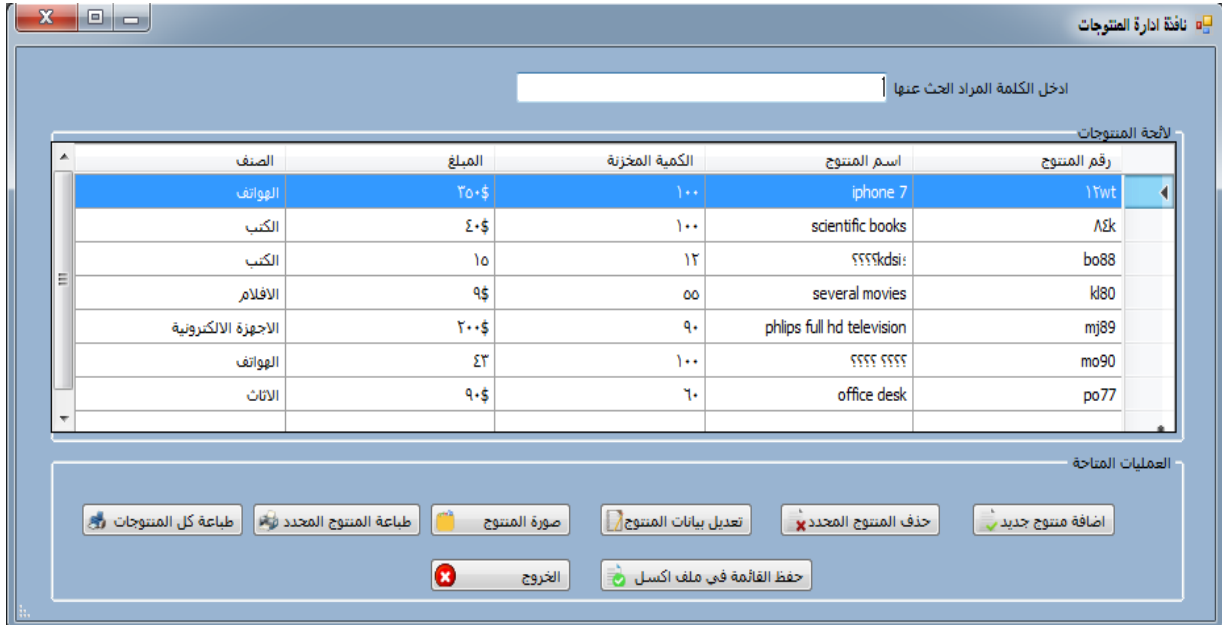 نافذة ادارة المنتوجات
ادخل الكلمة المراد الحث عنها
لائحة المنتوجات
رقم المنتوج اسم المنتوج الكمية المخزنة المبلغ الصنف
١٢wt iphone 7 ١٠٠ ٣٥٠$ الهواتف
٨٤k scientific books ١٠٠ ٤٠$ الكتب
bo88 ؟؟؟؟kdsi؛ ١٢ ١٥ الكتب
kl80 several movies ٥٥ ٩$ الافلام
mj89 phlips full hd television ٩٠ ٢٠٠$ الاجهزة الالكترونية
mo90 ؟؟؟؟ ؟؟؟؟ ١٠٠ ٤٣ الهواتف
po77 office desk ٦٠ ٩٠$ الاثاث
العمليات المتاحة
اضافة منتوج جديد حذف المنتوج المحدد تعديل بيانات المنتوج صورة المنتوج طباعة المنتوج المحدد طباعة كل المنتوجات
حفظ القائمة في ملف اكسل الخروج